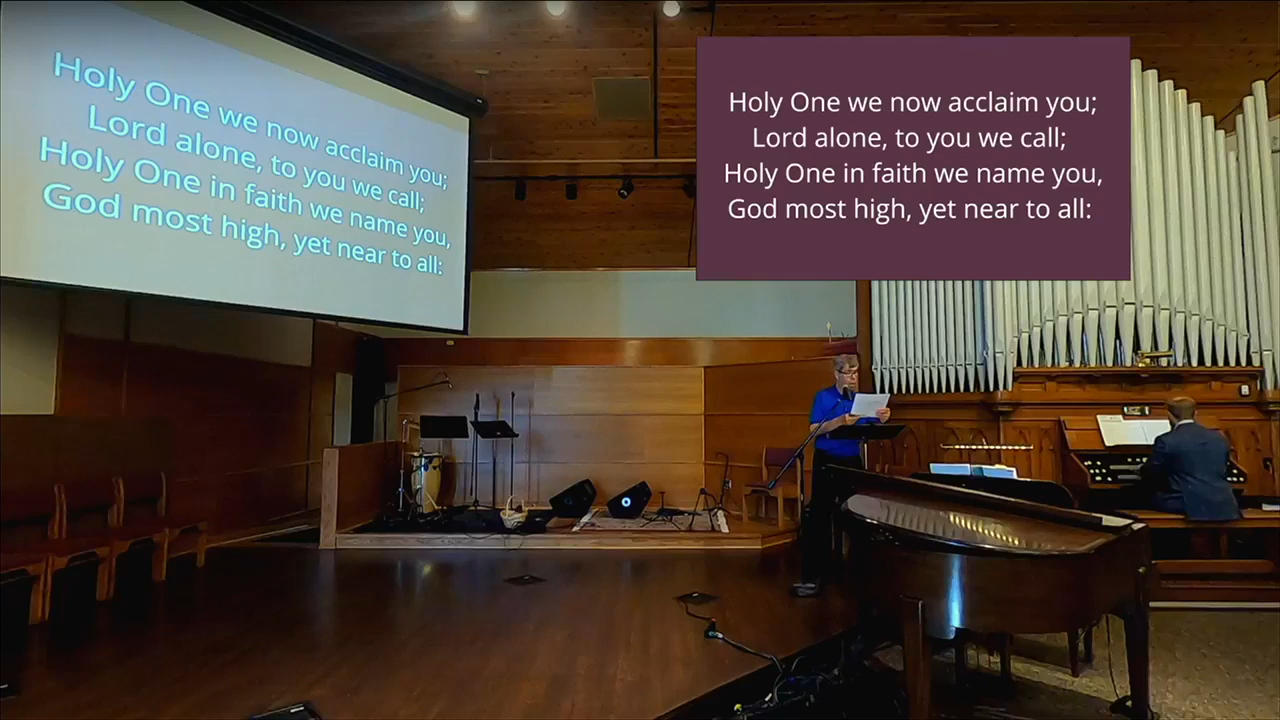 Holy One we now acclaim you;
Lord alone, to you we call;
Holy One in faith we name you,
God most high, yet near to all:
Holy One we now acclaim you;
Lord alone, to you we call;
Holy One in faith we name you,
God most high, yet near to all: